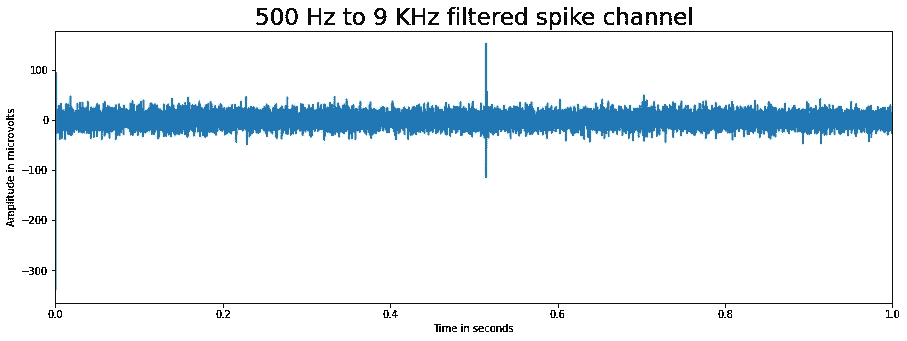 500 Hz to 9 KHz filtered spike channel
100
0
−100
−200
−300
Amplitude in microvolts
0.0 0.2 0.4 0.6 0.8 1.0
Time in seconds